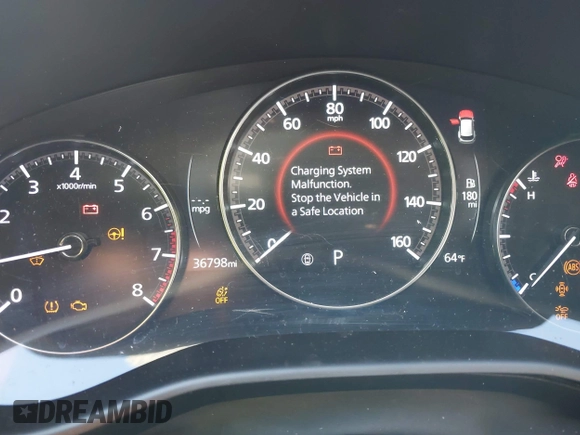 80
mph
60
100
40
120
20
140
0
160
Charging System
Malfunction.
Stop the Vehicle in
a Safe Location
P
4
3
5
x1000r/min
2
6
7
8
0
--.-
mpg
36798mi
OFF
180
mi
64°F
H
C
ABS
OFF
DREAMBID